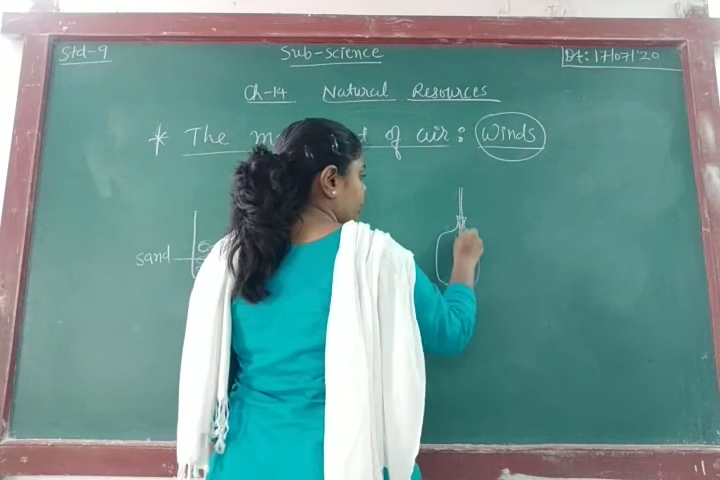 Std-9 Sub-science Dt: 17/07/'20
Ch-14 Natural Resources
* The of air : Winds
sand